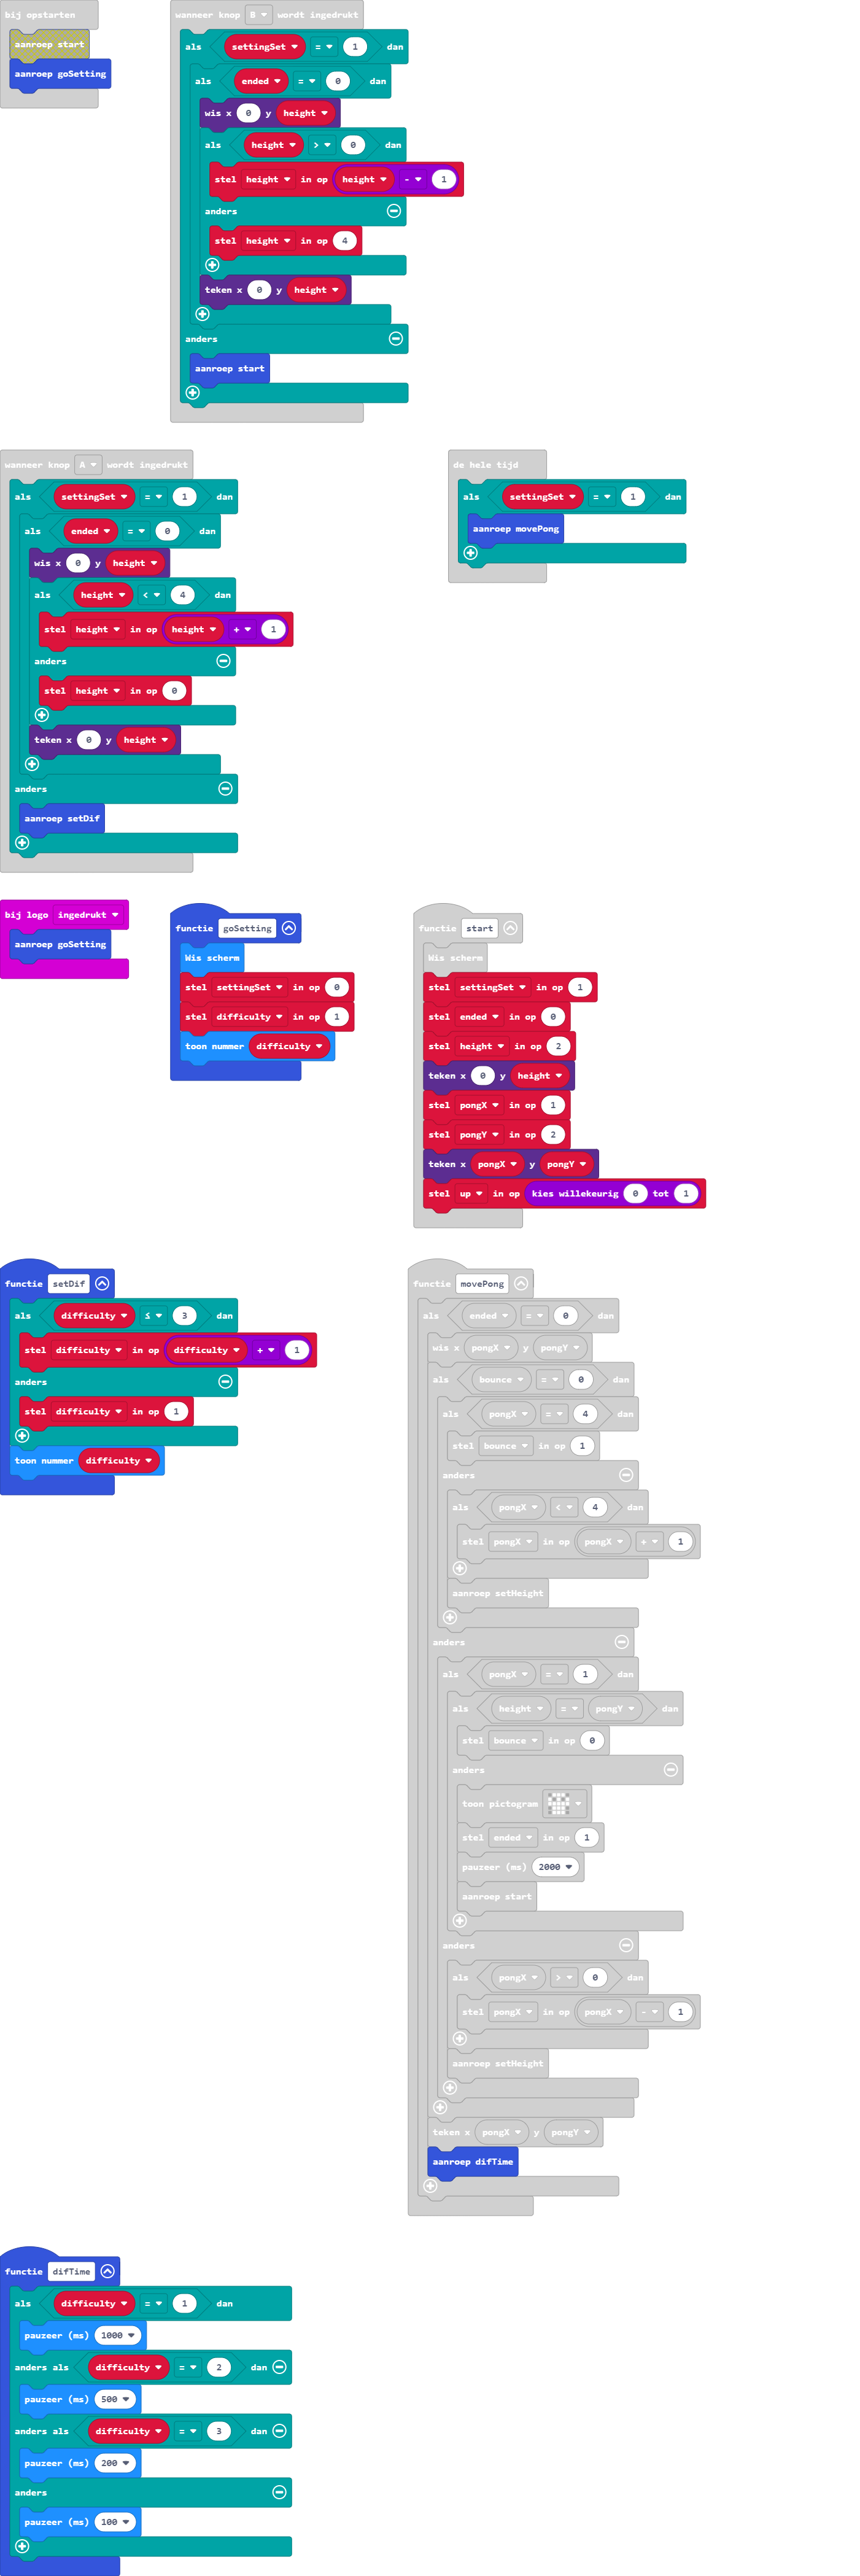 bij opstarten
aanroep start
aanroep goSetting
wanneer knop B wordt ingedrukt
als settingSet = 1 dan
als ended = 0 dan
wis x 0 y height
als height > 0 dan
stel height in op height - 1
anders
stel height in op 4
teken x 0 y height
anders
aanroep start
wanneer knop A wordt ingedrukt
als settingSet = 1 dan
als ended = 0 dan
wis x 0 y height
als height < 4 dan
stel height in op height + 1
anders
stel height in op 0
teken x 0 y height
anders
aanroep setDif
de hele tijd
als settingSet = 1 dan
aanroep movePong
bij logo ingedrukt
aanroep goSetting
functie goSetting
Wis scherm
stel settingSet in op 0
stel difficulty in op 1
toon nummer difficulty
functie start
Wis scherm
stel settingSet in op 1
stel ended in op 0
stel height in op 2
teken x 0 y height
stel pongX in op 1
stel pongY in op 2
teken x pongX y pongY
stel up in op kies willekeurig 0 tot 1
functie setDif
als difficulty ≤ 3 dan
stel difficulty in op difficulty + 1
anders
stel difficulty in op 1
toon nummer difficulty
functie movePong
als ended = 0 dan
wis x pongX y pongY
als bounce = 0 dan
als pongX = 4 dan
stel bounce in op 1
anders
als pongX < 4 dan
stel pongX in op pongX + 1
aanroep setHeight
anders
als pongX = 1 dan
als height = pongY dan
stel bounce in op 0
anders
toon pictogram
stel ended in op 1
pauzeer (ms) 2000
aanroep start
anders
als pongX > 0 dan
stel pongX in op pongX - 1
aanroep setHeight
teken x pongX y pongY
aanroep difTime
functie difTime
als difficulty = 1 dan
pauzeer (ms) 1000
anders als difficulty = 2 dan
pauzeer (ms) 500
anders als difficulty = 3 dan
pauzeer (ms) 200
anders
pauzeer (ms) 100